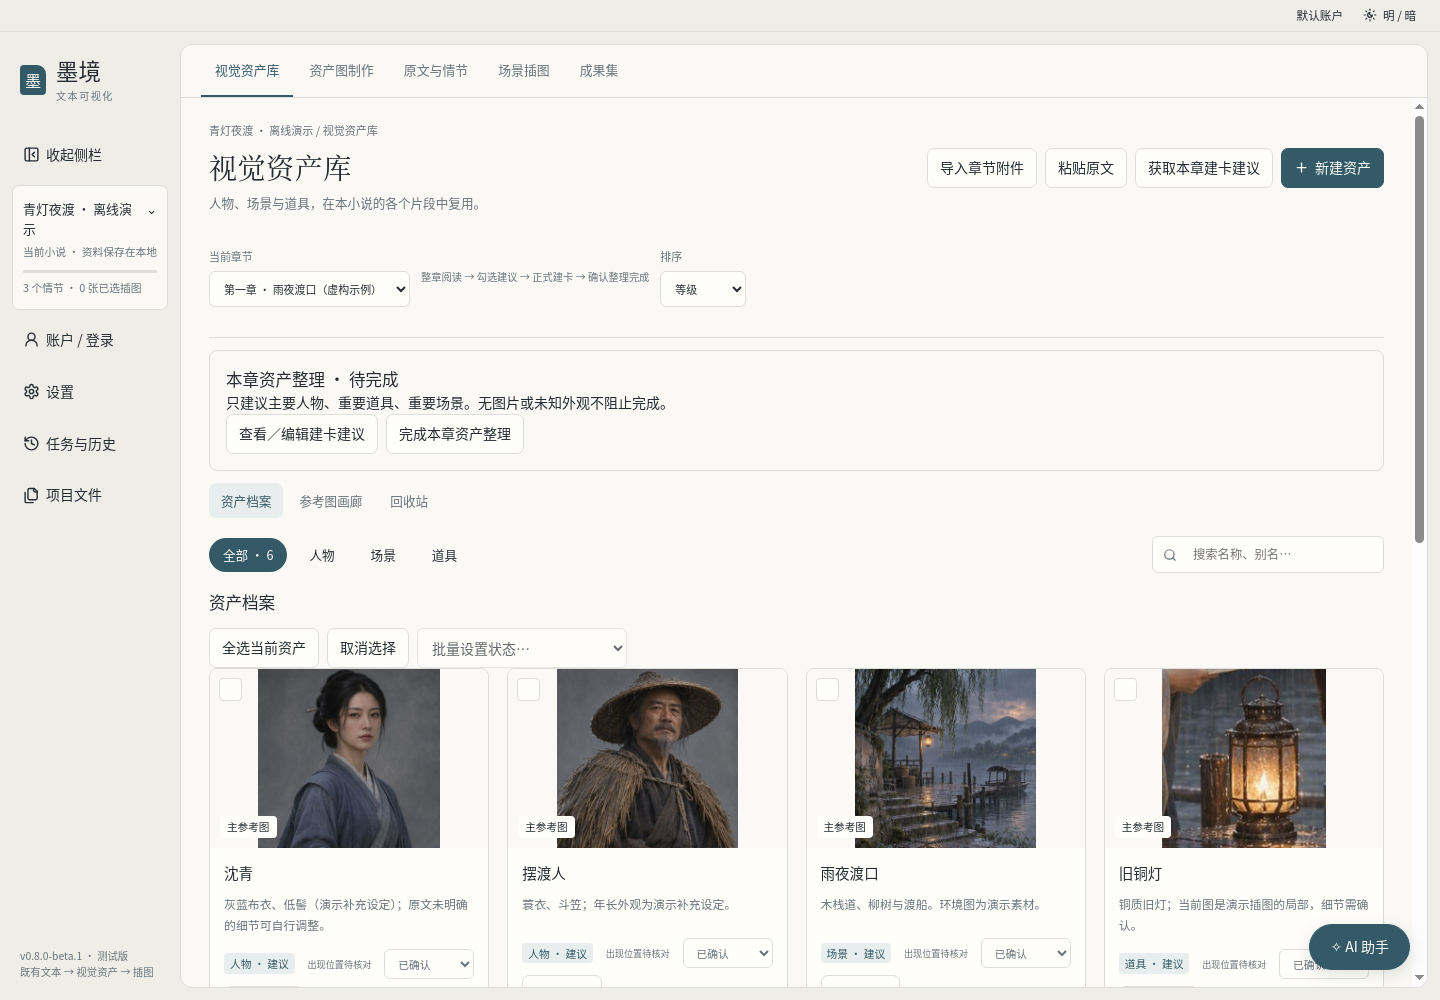 默认账户 明 / 暗
墨 墨境
文本可视化
收起侧栏
青灯夜渡 · 离线演示
当前小说 · 资料保存在本地
3 个情节 · 0 张已选插图
账户 / 登录
设置
任务与历史
项目文件
v0.8.0-beta.1 · 测试版
既有文本 → 视觉资产 → 插图
视觉资产库 资产图制作 原文与情节 场景插图 成果集
青灯夜渡 · 离线演示 / 视觉资产库
视觉资产库
导入章节附件 粘贴原文 获取本章建卡建议 + 新建资产
人物、场景与道具，在本小说的各个片段中复用。
当前章节 排序
第一章 · 雨夜渡口（虚构示例） 整章阅读 → 勾选建议 → 正式建卡 → 确认整理完成 等级
本章资产整理 · 待完成
只建议主要人物、重要道具、重要场景。无图片或未知外观不阻止完成。
查看／编辑建卡建议 完成本章资产整理
资产档案 参考图画廊 回收站
全部 · 6 人物 场景 道具 搜索名称、别名…
资产档案
全选当前资产 取消选择 批量设置状态…
主参考图
沈青
灰蓝布衣、低髻（演示补充设定）；原文未明确的细节可自行调整。
人物 · 建议 出现位置待核对 已确认
主参考图
摆渡人
蓑衣、斗笠；年长外观为演示补充设定。
人物 · 建议 出现位置待核对 已确认
主参考图
雨夜渡口
木栈道、柳树与渡船。环境图为演示素材。
场景 · 建议 出现位置待核对 已确认
主参考图
旧铜灯
铜质旧灯；当前图是演示插图的局部，细节需确认。
道具 · 建议 出现位置待核对
AI 助手